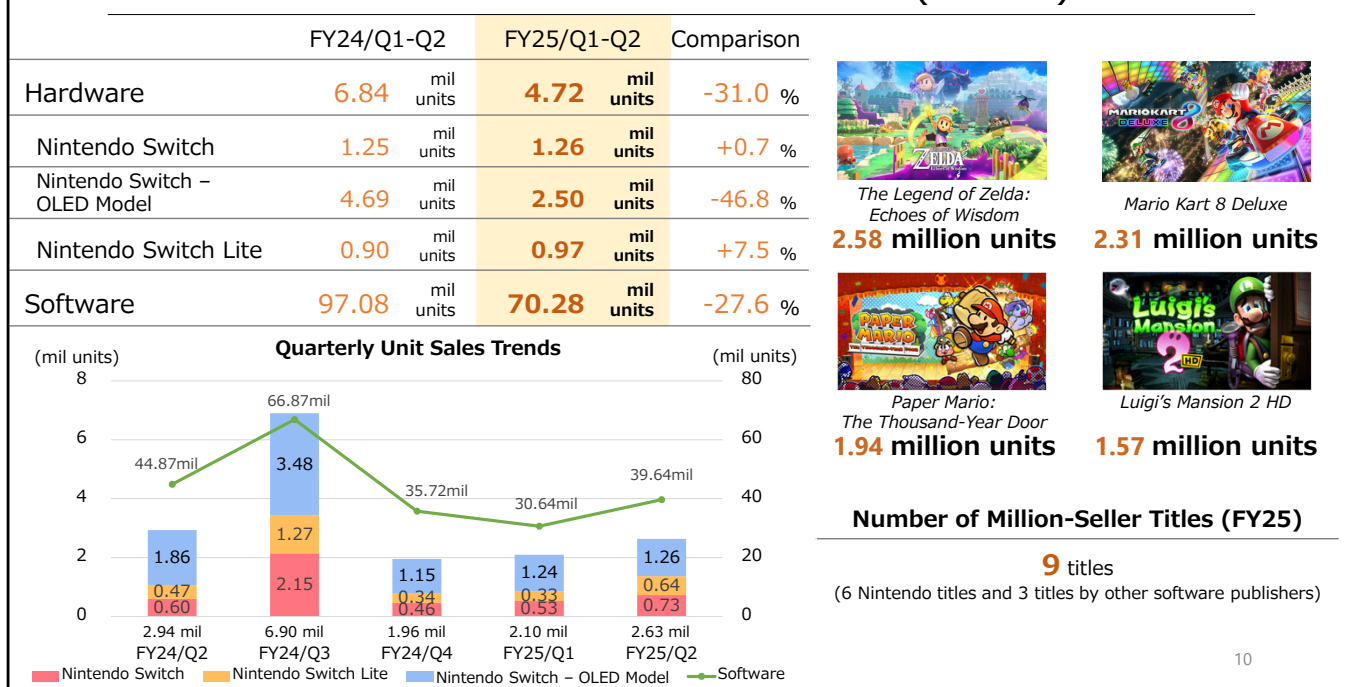 FY24/Q1-Q2 FY25/Q1-Q2 Comparison
Hardware 6.84 mil units 4.72 mil units -31.0 %
Nintendo Switch 1.25 mil units 1.26 mil units +0.7 %
Nintendo Switch –
OLED Model 4.69 mil units 2.50 mil units -46.8 %
Nintendo Switch Lite 0.90 mil units 0.97 mil units +7.5 %
Software 97.08 mil units 70.28 mil units -27.6 %
ZELDA
The Legend of Zelda:
Echoes of Wisdom
2.58 million units
MARIOKART 8
DELUXE
Mario Kart 8 Deluxe
2.31 million units
PAPER
MARIO
THE THOUSAND-YEAR DOOR
Paper Mario:
The Thousand-Year Door
1.94 million units
Luigi's
Mansion
2 HD
Luigi's Mansion 2 HD
1.57 million units
Quarterly Unit Sales Trends
(mil units) (mil units)
8 80
6 60
4 40
2 20
0 0
44.87mil
66.87mil
35.72mil
30.64mil
39.64mil
1.86 3.48 1.15 1.24 1.26
0.47 1.27 0.34 0.33 0.64
0.60 2.15 0.46 0.53 0.73
2.94 mil 6.90 mil 1.96 mil 2.10 mil 2.63 mil
FY24/Q2 FY24/Q3 FY24/Q4 FY25/Q1 FY25/Q2
Nintendo Switch Nintendo Switch Lite Nintendo Switch – OLED Model Software
Number of Million-Seller Titles (FY25)
9 titles
(6 Nintendo titles and 3 titles by other software publishers)
10